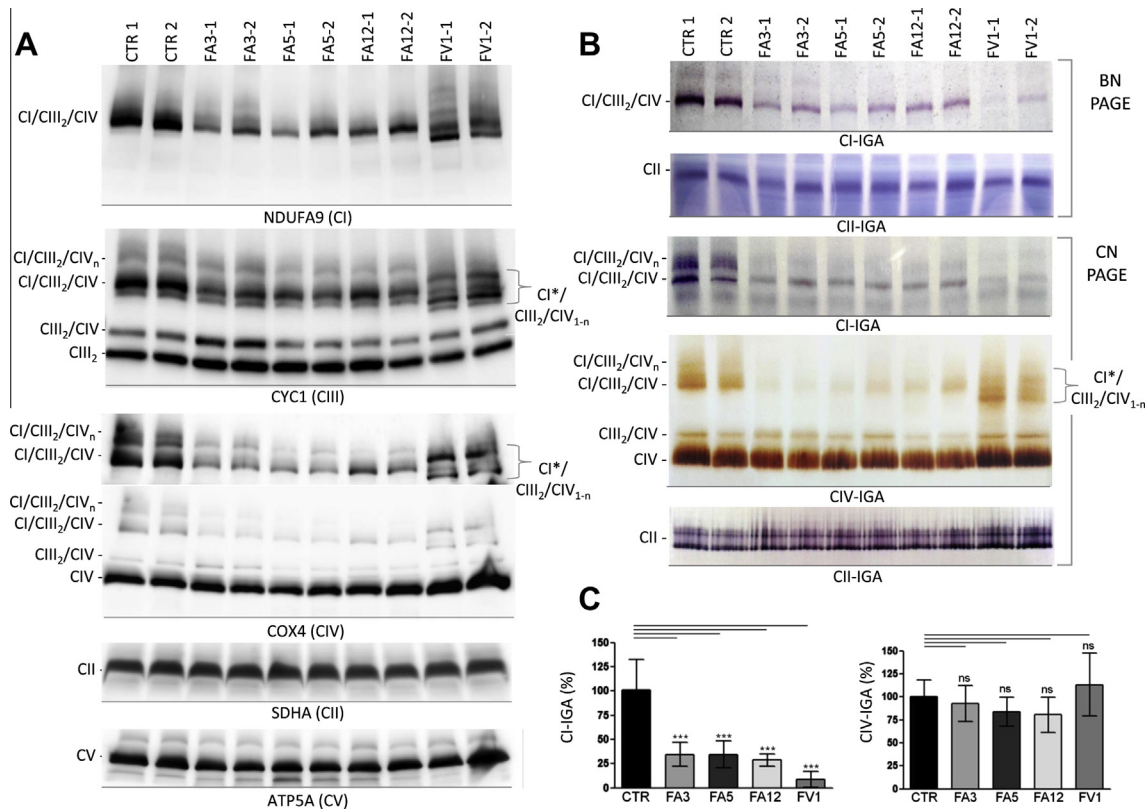 A
CTR 1
CTR 2
FA3-1
FA3-2
FA5-1
FA5-2
FA12-1
FA12-2
FV1-1
FV1-2
CI/CIII₂/CIV
NDUFA9 (CI)
CI/CIII₂/CIVₙ
CI/CIII₂/CIV
CIII₂/CIV
CIII₂
CI*/
CIII₂/CIV₁₋ₙ
CYC1 (CIII)
CI/CIII₂/CIVₙ
CI/CIII₂/CIV
CI*/
CIII₂/CIV₁₋ₙ
CI/CIII₂/CIVₙ
CI/CIII₂/CIV
CIII₂/CIV
CIV
COX4 (CIV)
CII
SDHA (CII)
CV
ATP5A (CV)
B
CTR 1
CTR 2
FA3-1
FA3-2
FA5-1
FA5-2
FA12-1
FA12-2
FV1-1
FV1-2
CI/CIII₂/CIV
CI-IGA
BN
PAGE
CII
CII-IGA
CI/CIII₂/CIVₙ
CI/CIII₂/CIV
CI-IGA
CN
PAGE
CI/CIII₂/CIVₙ
CI/CIII₂/CIV
CI*/
CIII₂/CIV₁₋ₙ
CIII₂/CIV
CIV
CIV-IGA
CII
CII-IGA
C
CI-IGA (%)
150
125
100
75
50
25
0
***
***
***
***
CTR FA3 FA5 FA12 FV1
CIV-IGA (%)
150
125
100
75
50
25
0
ns
ns
ns
ns
CTR FA3 FA5 FA12 FV1